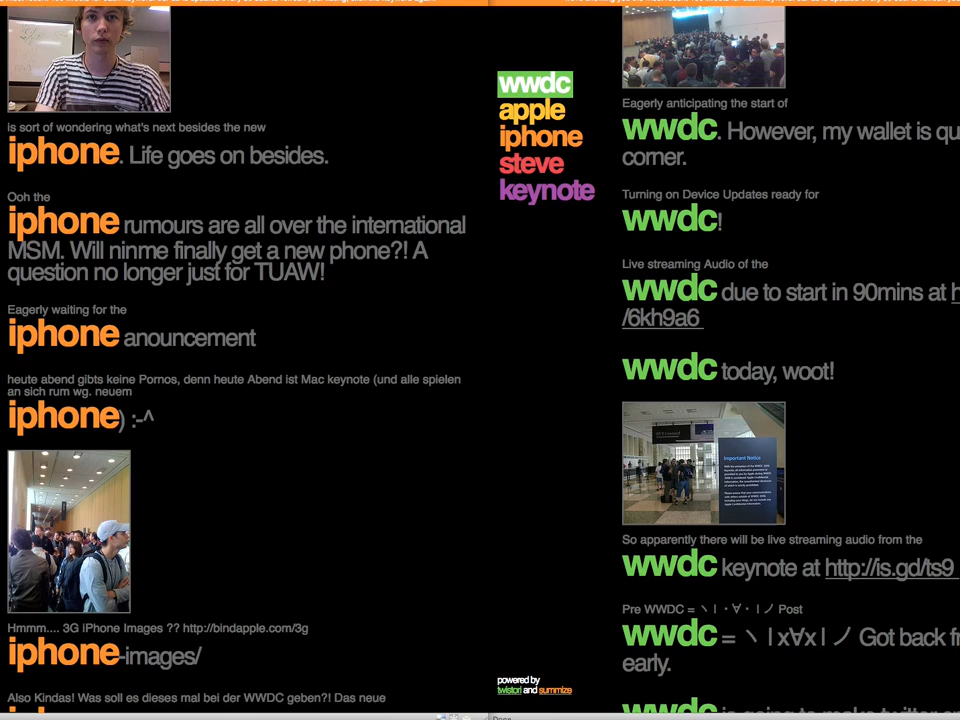 is sort of wondering what's next besides the new
iphone. Life goes on besides.
Ooh the
iphone rumours are all over the international
MSM. Will ninme finally get a new phone?! A
question no longer just for TUAW!
Eagerly waiting for the
iphone anouncement
heute abend gibts keine Pornos, denn heute Abend ist Mac keynote (und alle spielen
an sich rum wg. neuem
iphone) :-^
Hmmm.... 3G iPhone Images ?? http://bindapple.com/3g
iphone-images/
Also Kindas! Was soll es dieses mal bei der WWDC geben?! Das neue
wwdc
apple
iphone
steve
keynote
powered by
twistori and summize
Eagerly anticipating the start of
wwdc. However, my wallet is qu
corner.
Turning on Device Updates ready for
wwdc!
Live streaming Audio of the
wwdc due to start in 90mins at h
/6kh9a6
wwdc today, woot!
Important Notice
So apparently there will be live streaming audio from the
wwdc keynote at http://is.gd/ts9
Pre WWDC = ヽ | ・∀・ | ノ Post
wwdc = ヽ | x∀x | ノ Got back fr
early.